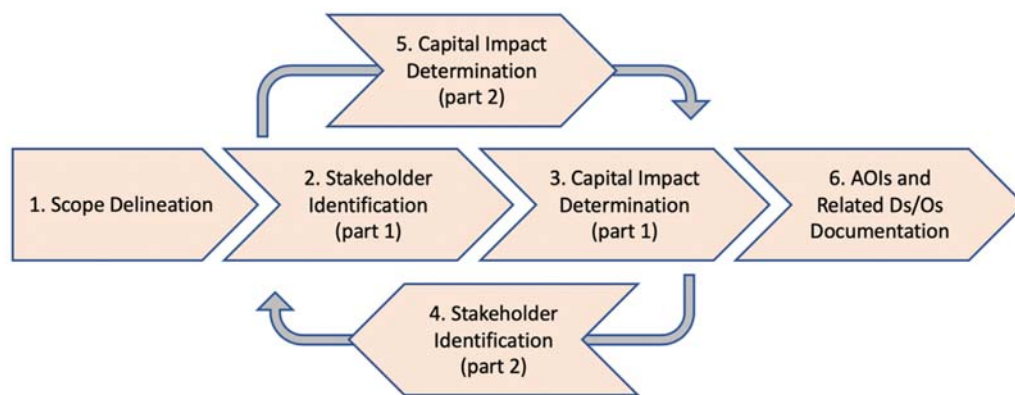 5. Capital Impact
Determination
(part 2)
1. Scope Delineation
2. Stakeholder
Identification
(part 1)
3. Capital Impact
Determination
(part 1)
6. AOIs and
Related Ds/Os
Documentation
4. Stakeholder
Identification
(part 2)